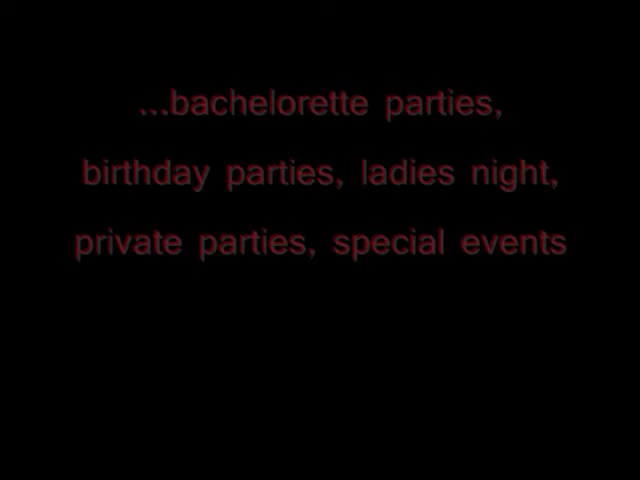 ...bachelorette parties,
birthday parties, ladies night,
private parties, special events